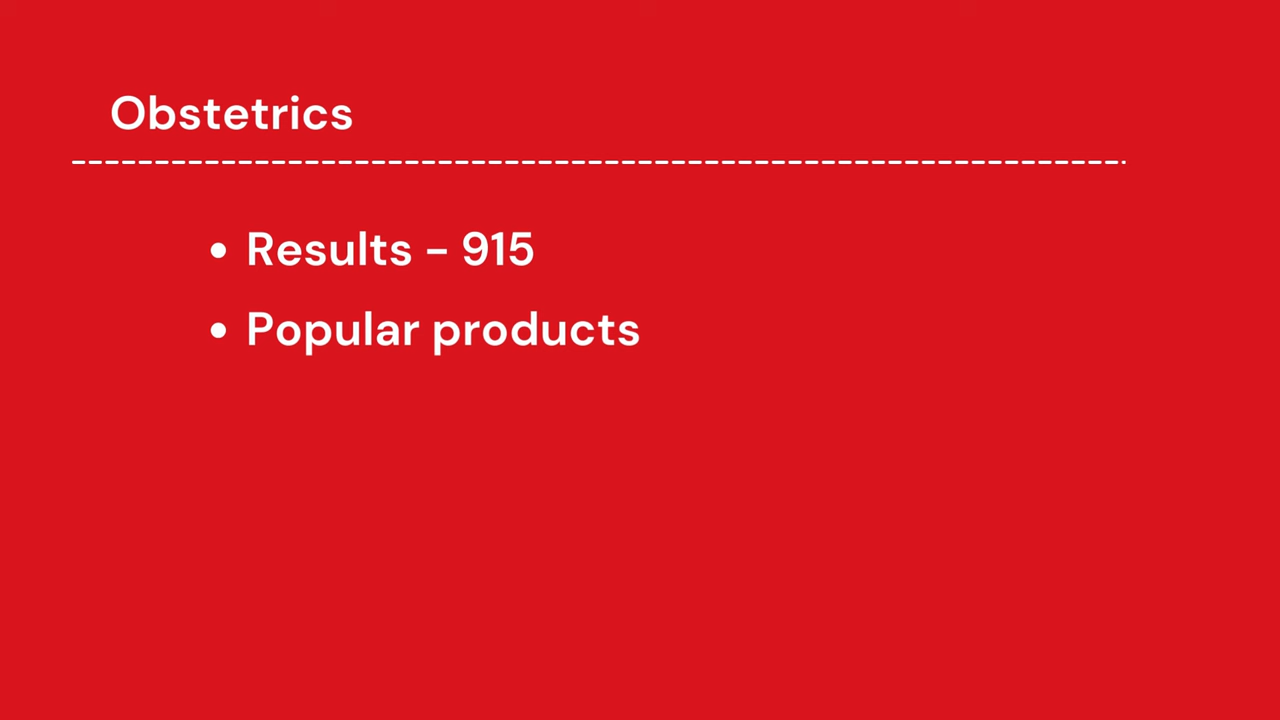 Obstetrics
• Results – 915
• Popular products